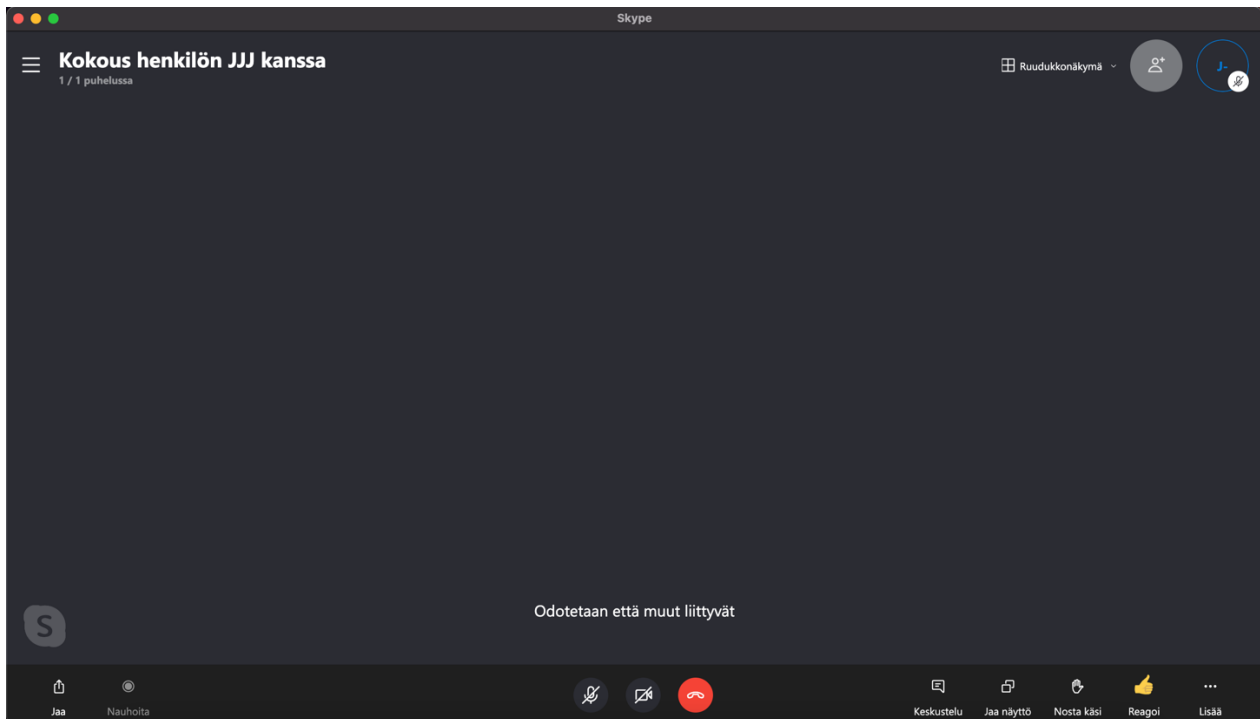 Skype
Kokous henkilön JJJ kanssa
1 / 1 puhelussa
Ruudukkonäkymä
J-
Odotetaan että muut liittyvät
S
Jaa
Nauhoita
Keskustelu
Jaa näyttö
Nosta käsi
Reagoi
Lisää